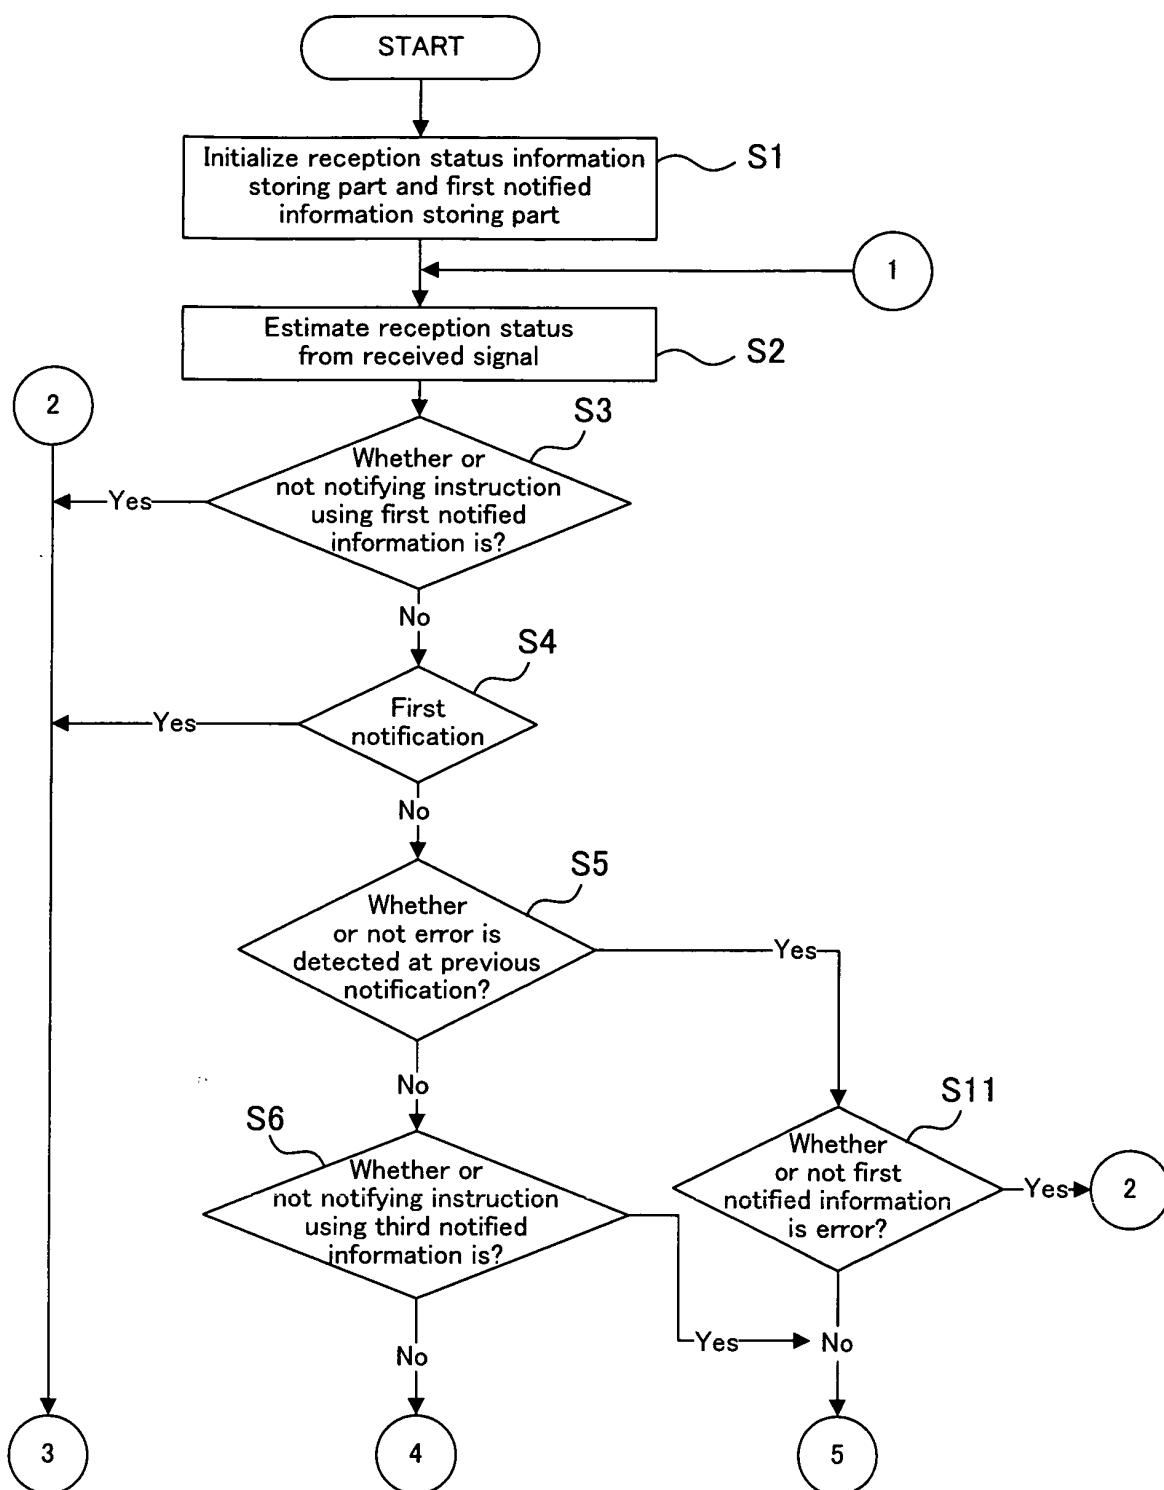 START
Initialize reception status information
storing part and first notified
information storing part
S1
1
Estimate reception status
from received signal
S2
2
S3
Whether or
not notifying instruction
using first notified
information is?
Yes
No
S4
First
notification
Yes
No
S5
Whether
or not error is
detected at previous
notification?
Yes
No
S6
Whether or
not notifying instruction
using third notified
information is?
S11
Whether
or not first
notified information
is error?
Yes
2
Yes
No
No
3
4
5